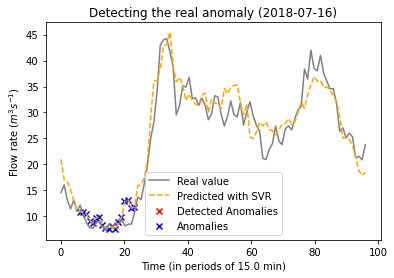 Detecting the real anomaly (2018-07-16)
45
40
35
30
25
20
15
10
Flow rate (m³s⁻¹)
Real value
Predicted with SVR
Detected Anomalies
Anomalies
0 20 40 60 80 100
Time (in periods of 15.0 min)